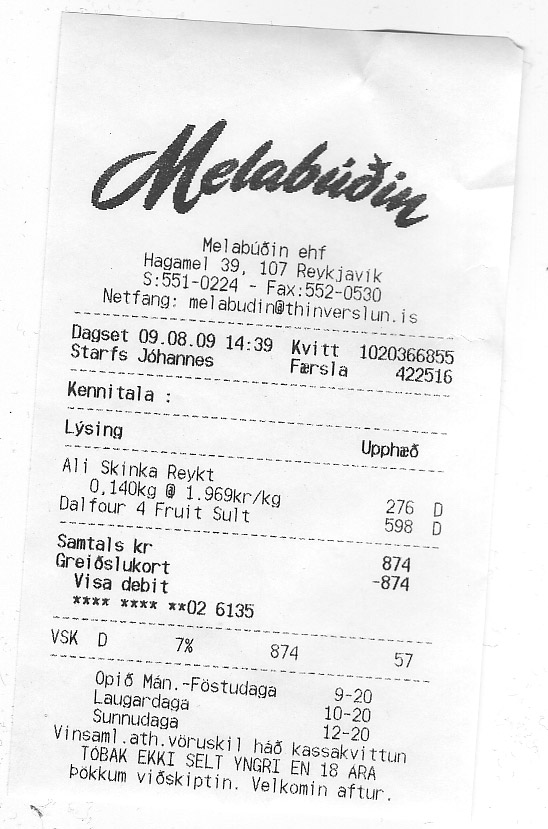 Melabúðin
Melabúðin ehf
Hagamel 39, 107 Reykjavík
S:551-0224 - Fax:552-0530
Netfang: melabudin@thinverslun.is
Dagset 09.08.09 14:39 Kvitt 1020366855
Starfs Jóhannes Færsla 422516
Kennitala :
Lýsing Upphæð
Ali Skinka Reykt
0,140kg @ 1.969kr/kg 276 D
Dalfour 4 Fruit Sult 598 D
Samtals kr 874
Greiðslukort -874
Visa debit
**** **** **02 6135
VSK D 7% 874 57
Opið Mán.-Föstudaga 9-20
Laugardaga 10-20
Sunnudaga 12-20
Vinsaml.ath.vöruskil háð kassakvittun
TÓBAK EKKI SELT YNGRI EN 18 ÁRA
Þökkum viðskiptin. Velkomin aftur.